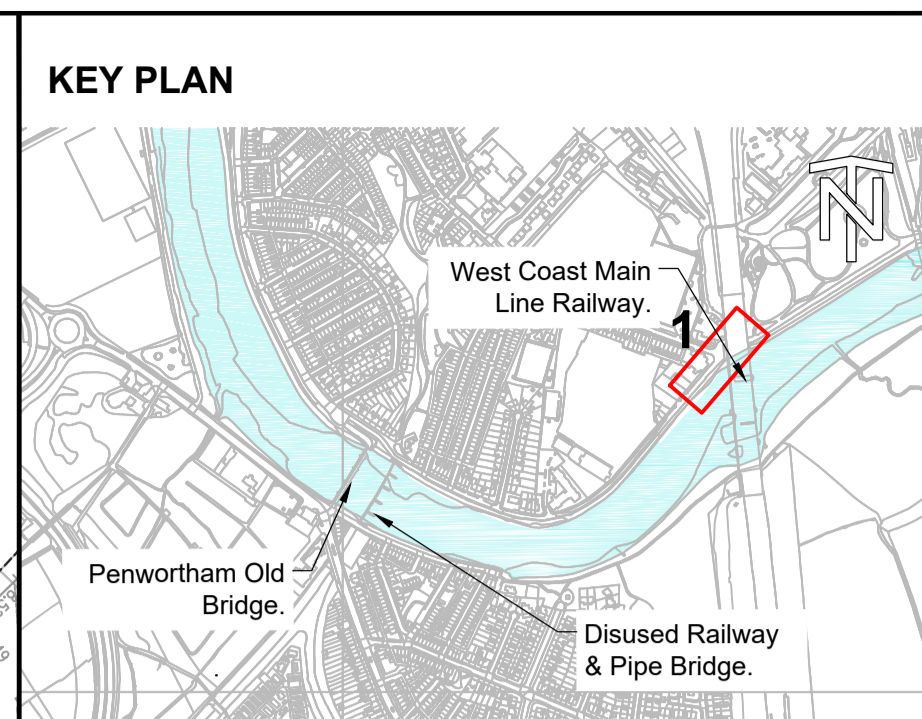 KEY PLAN
N
West Coast Main
Line Railway.
1
Penwortham Old
Bridge.
Disused Railway
& Pipe Bridge.